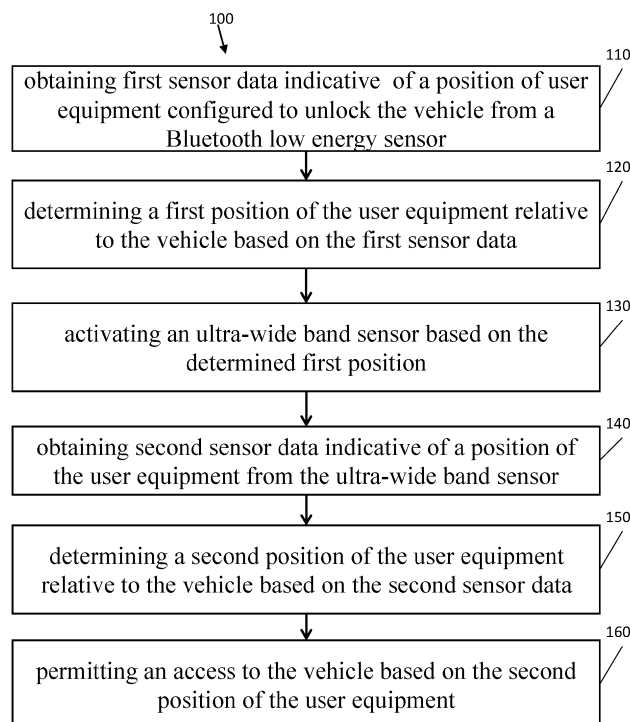 100
110
obtaining first sensor data indicative of a position of user
equipment configured to unlock the vehicle from a
Bluetooth low energy sensor
120
determining a first position of the user equipment relative
to the vehicle based on the first sensor data
130
activating an ultra-wide band sensor based on the
determined first position
140
obtaining second sensor data indicative of a position of
the user equipment from the ultra-wide band sensor
150
determining a second position of the user equipment
relative to the vehicle based on the second sensor data
160
permitting an access to the vehicle based on the second
position of the user equipment